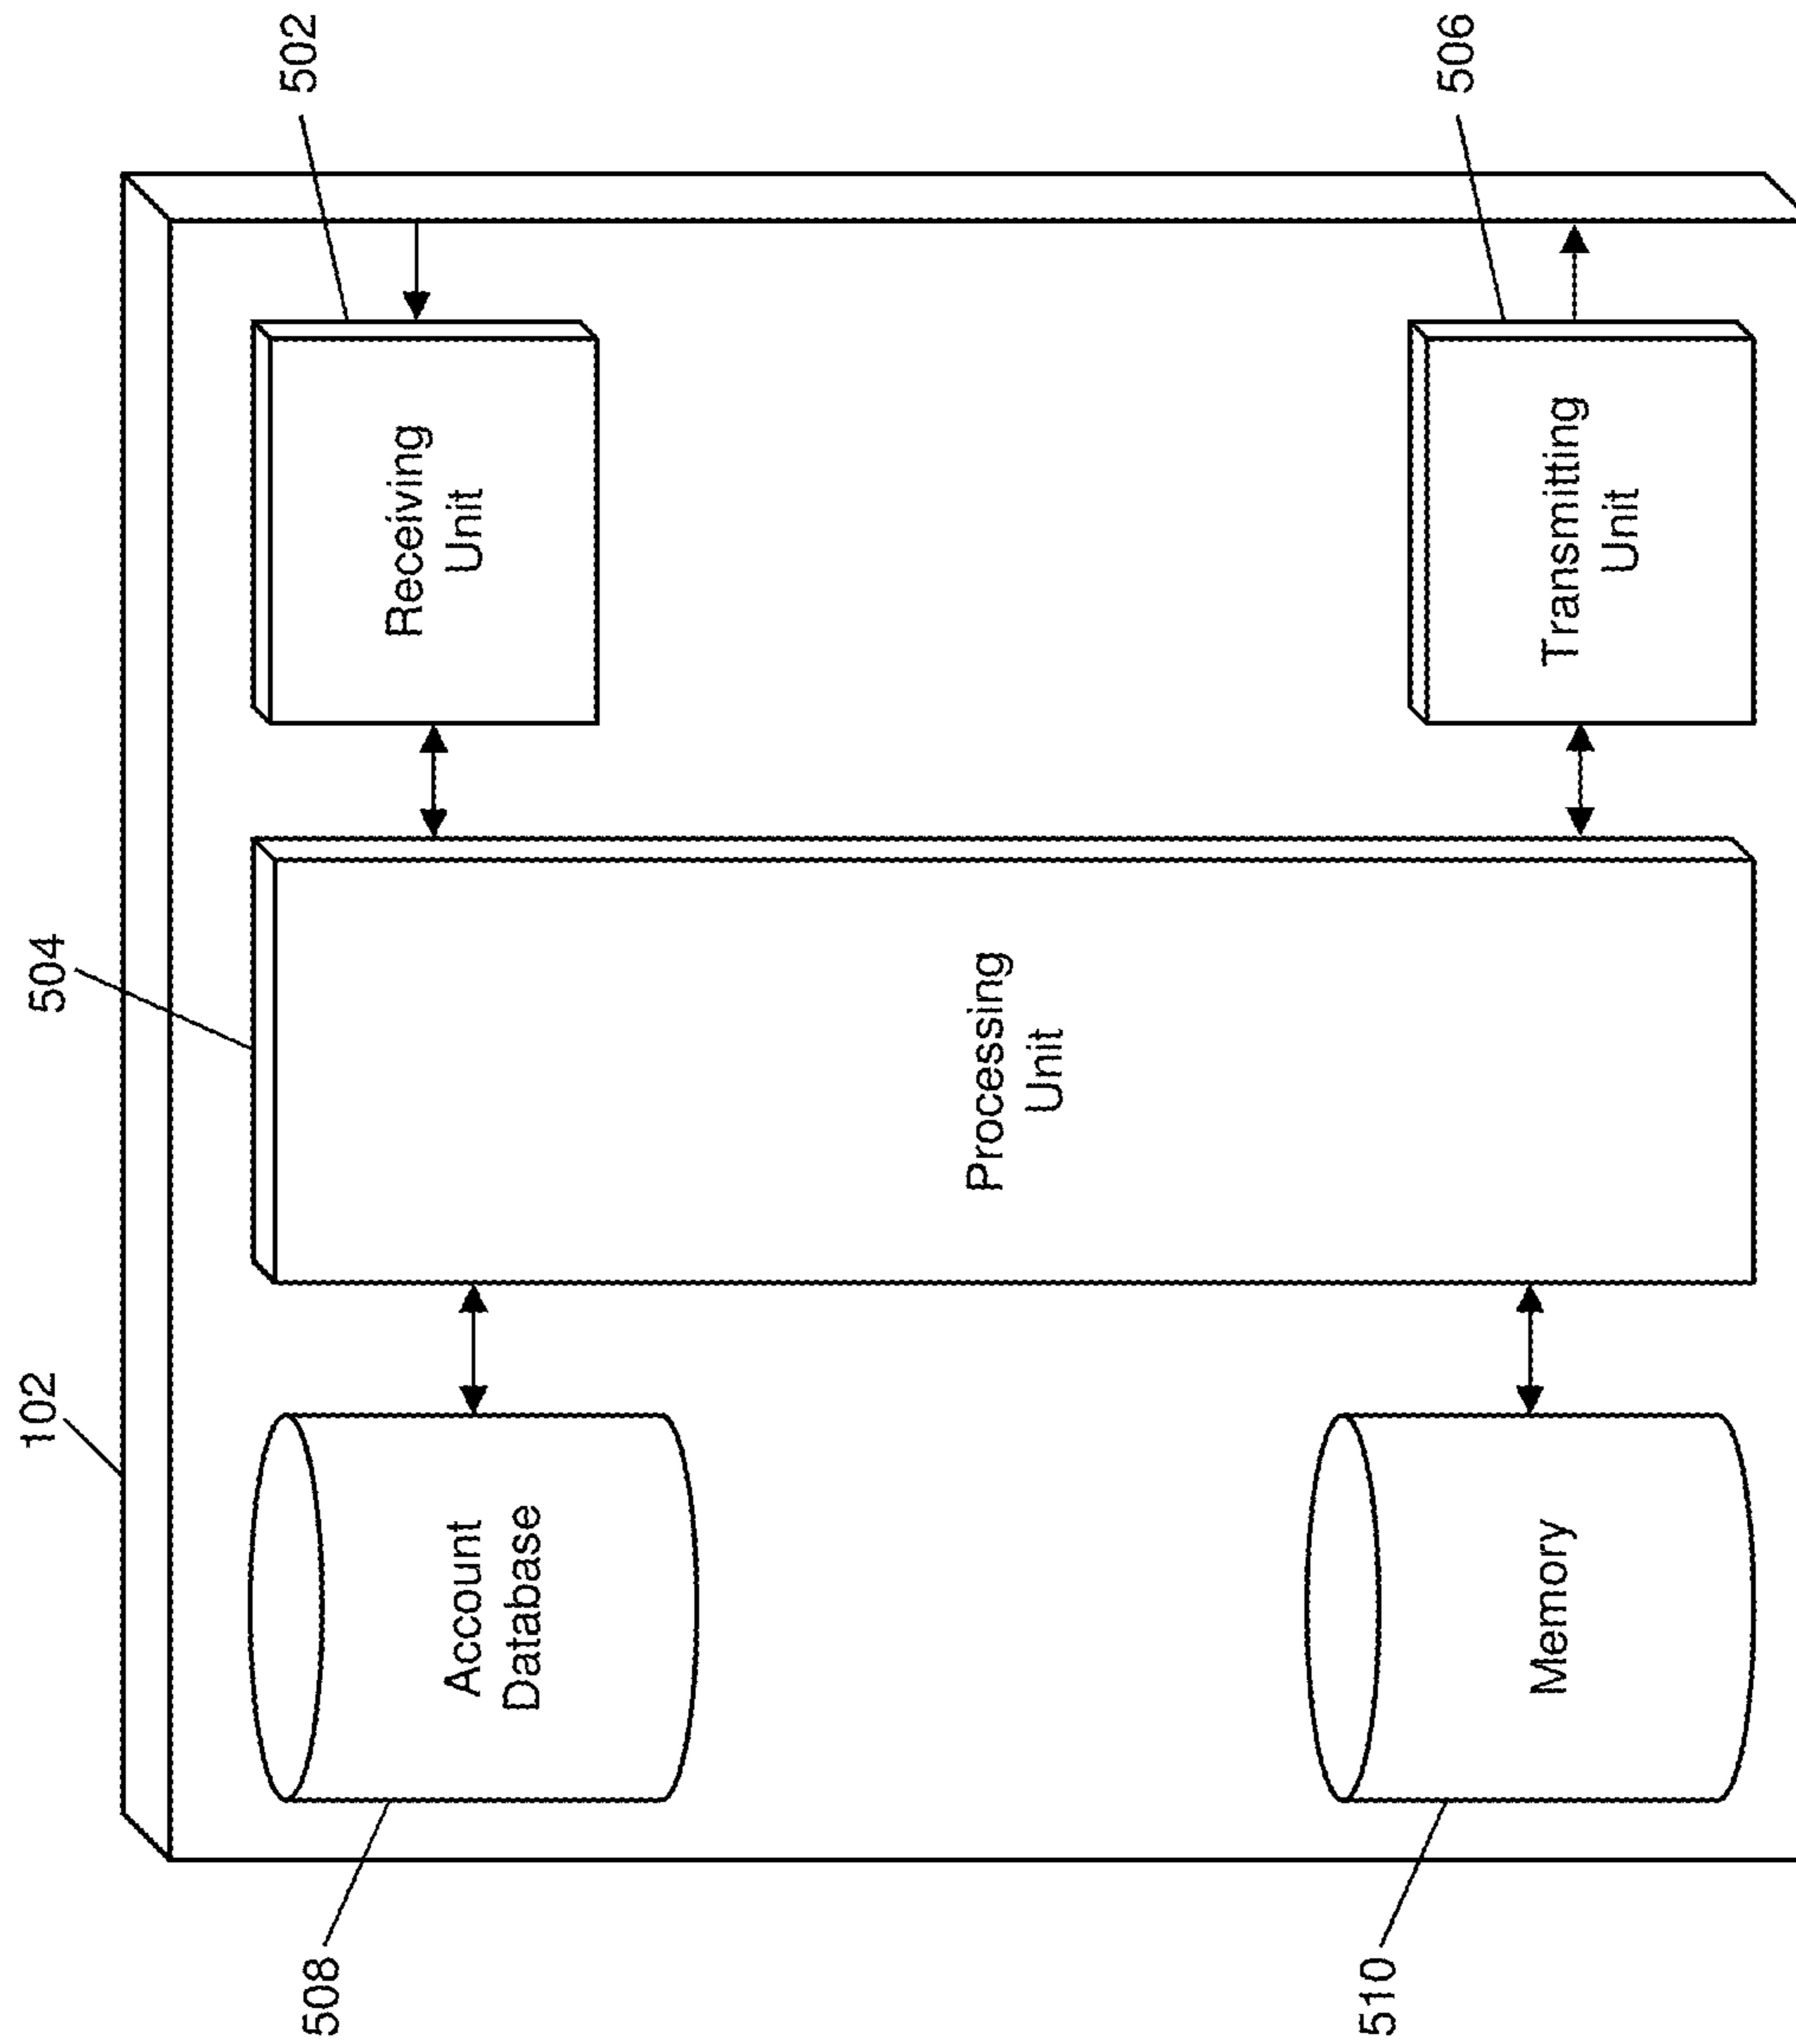 102
504
508
502
Account
Database
Receiving
Unit
Processing
Unit
510
506
Memory
Transmitting
Unit